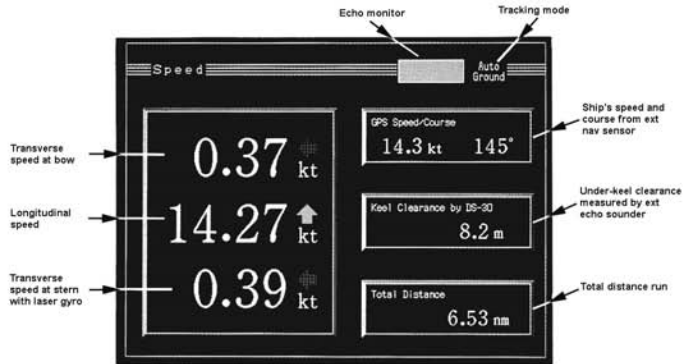 Echo monitor
Tracking mode
Speed
Auto
Ground
Transverse
speed at bow
0.37 kt
Longitudinal
speed
14.27 kt
Transverse
speed at stern
with laser gyro
0.39 kt
GPS Speed/Course
14.3 kt 145°
Ship's speed and
course from ext
nav sensor
Keel Clearance by DS-30
8.2 m
Under-keel clearance
measured by ext
echo sounder
Total Distance
6.53 nm
Total distance run